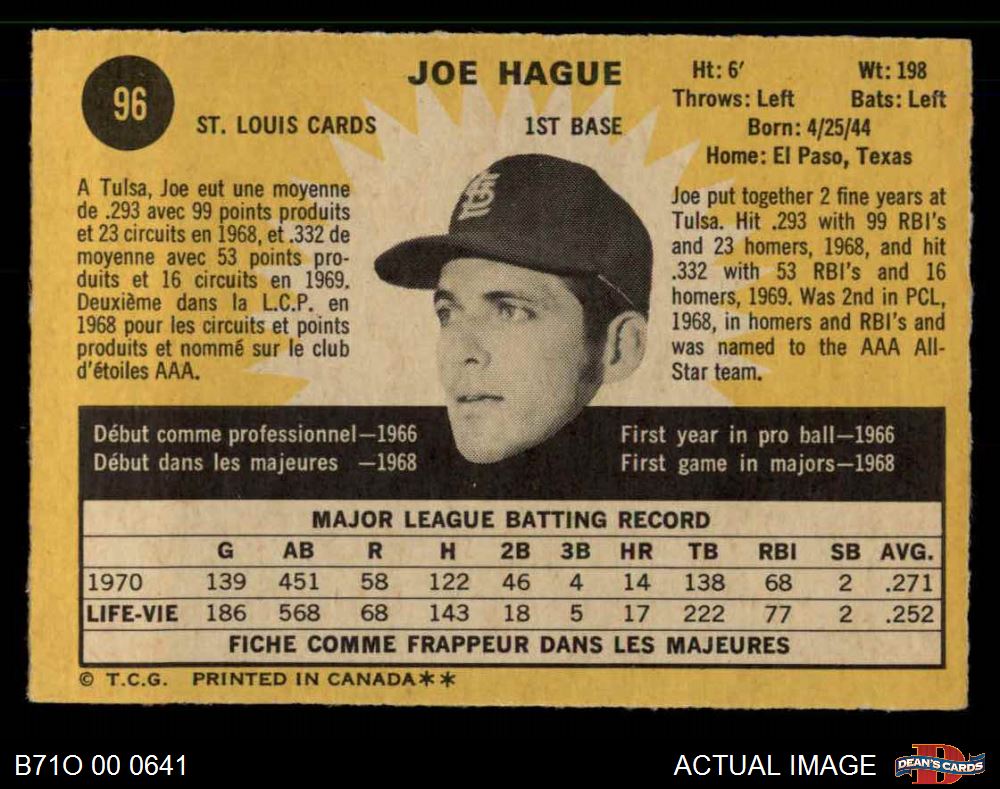 96
JOE HAGUE
ST. LOUIS CARDS 1ST BASE
Ht: 6′ Wt: 198
Throws: Left Bats: Left
Born: 4/25/44
Home: El Paso, Texas
A Tulsa, Joe eut une moyenne
de .293 avec 99 points produits
et 23 circuits en 1968, et .332 de
moyenne avec 53 points pro-
duits et 16 circuits en 1969.
Deuxième dans la L.C.P. en
1968 pour les circuits et points
produits et nommé sur le club
d'étoiles AAA.
StL
Joe put together 2 fine years at
Tulsa. Hit .293 with 99 RBI's
and 23 homers, 1968, and hit
.332 with 53 RBI's and 16
homers, 1969. Was 2nd in PCL,
1968, in homers and RBI's and
was named to the AAA All-
Star team.
Début comme professionnel—1966
Début dans les majeures —1968
First year in pro ball—1966
First game in majors—1968
MAJOR LEAGUE BATTING RECORD
G AB R H 2B 3B HR TB RBI SB AVG.
1970 139 451 58 122 46 4 14 138 68 2 .271
LIFE-VIE 186 568 68 143 18 5 17 222 77 2 .252
FICHE COMME FRAPPEUR DANS LES MAJEURES
© T.C.G. PRINTED IN CANADA**
B71O 00 0641
ACTUAL IMAGE
D
DEAN'S CARDS